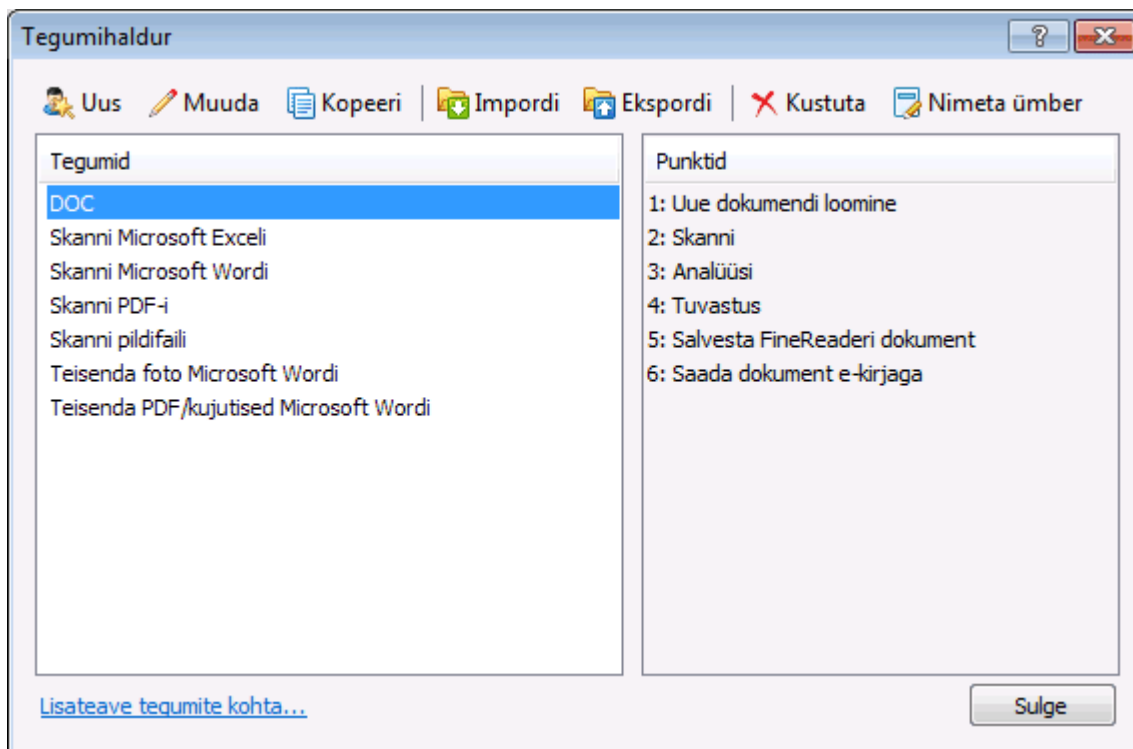 Tegumihaldur
Uus Muuda Kopeeri Impordi Ekspordi Kustuta Nimeta ümber
Tegumid
DOC
Skanni Microsoft Exceli
Skanni Microsoft Wordi
Skanni PDF-i
Skanni pildifaili
Teisenda foto Microsoft Wordi
Teisenda PDF/kujutised Microsoft Wordi
Punktid
1: Uue dokumendi loomine
2: Skanni
3: Analüüsi
4: Tuvastus
5: Salvesta FineReaderi dokument
6: Saada dokument e-kirjaga
Lisateave tegumite kohta...
Sulge